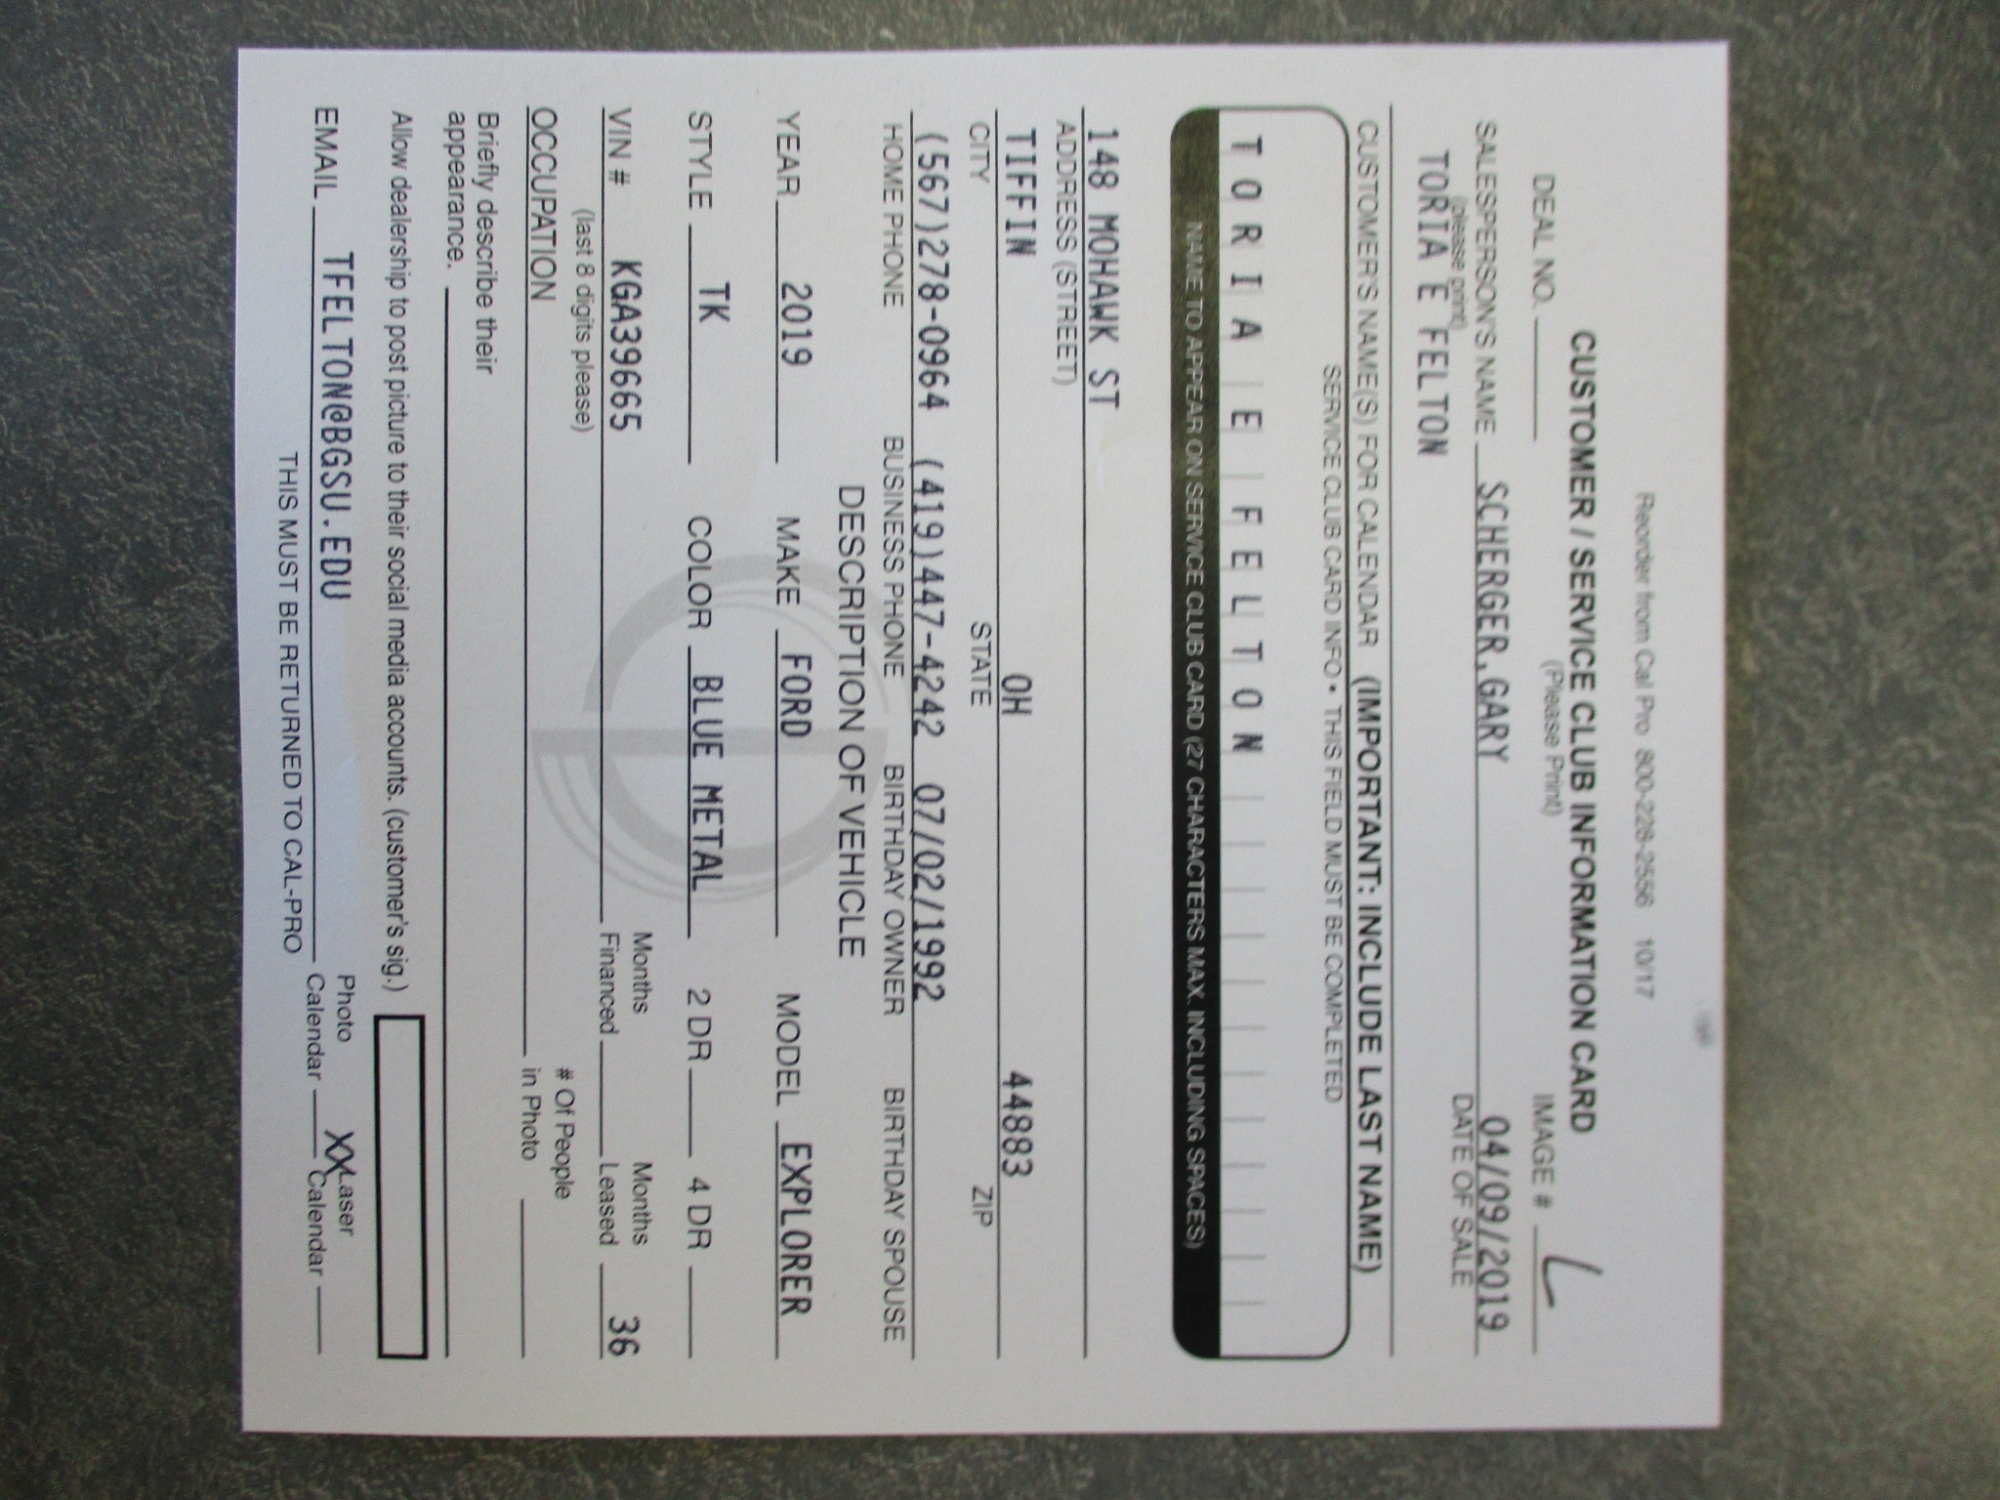 Reorder from Cal Pro 800-228-2556 10/17
CUSTOMER / SERVICE CLUB INFORMATION CARD
(Please Print)
DEAL NO. IMAGE #
SALESPERSON'S NAME SCHERGER,GARY 04/09/2019
(please print) DATE OF SALE
TORIA E FELTON
CUSTOMER'S NAME(S) FOR CALENDAR (IMPORTANT: INCLUDE LAST NAME)
SERVICE CLUB CARD INFO • THIS FIELD MUST BE COMPLETED
TORIA E FELTON
NAME TO APPEAR ON SERVICE CLUB CARD (27 CHARACTERS MAX. INCLUDING SPACES)
148 MOHAWK ST
ADDRESS (STREET)
TIFFIN OH 44883
CITY STATE ZIP
(567)278-0964 (419)447-4242 07/02/1992
HOME PHONE BUSINESS PHONE BIRTHDAY OWNER BIRTHDAY SPOUSE
DESCRIPTION OF VEHICLE
YEAR 2019 MAKE FORD MODEL EXPLORER
STYLE TK COLOR BLUE METAL 2 DR 4 DR
VIN # KGA39665 Months Financed Months Leased 36
(last 8 digits please)
OCCUPATION # Of People in Photo
Briefly describe their
appearance.
Allow dealership to post picture to their social media accounts. (customer's sig.)
EMAIL TFELTON@BGSU.EDU Photo Calendar XX Laser Calendar
THIS MUST BE RETURNED TO CAL-PRO